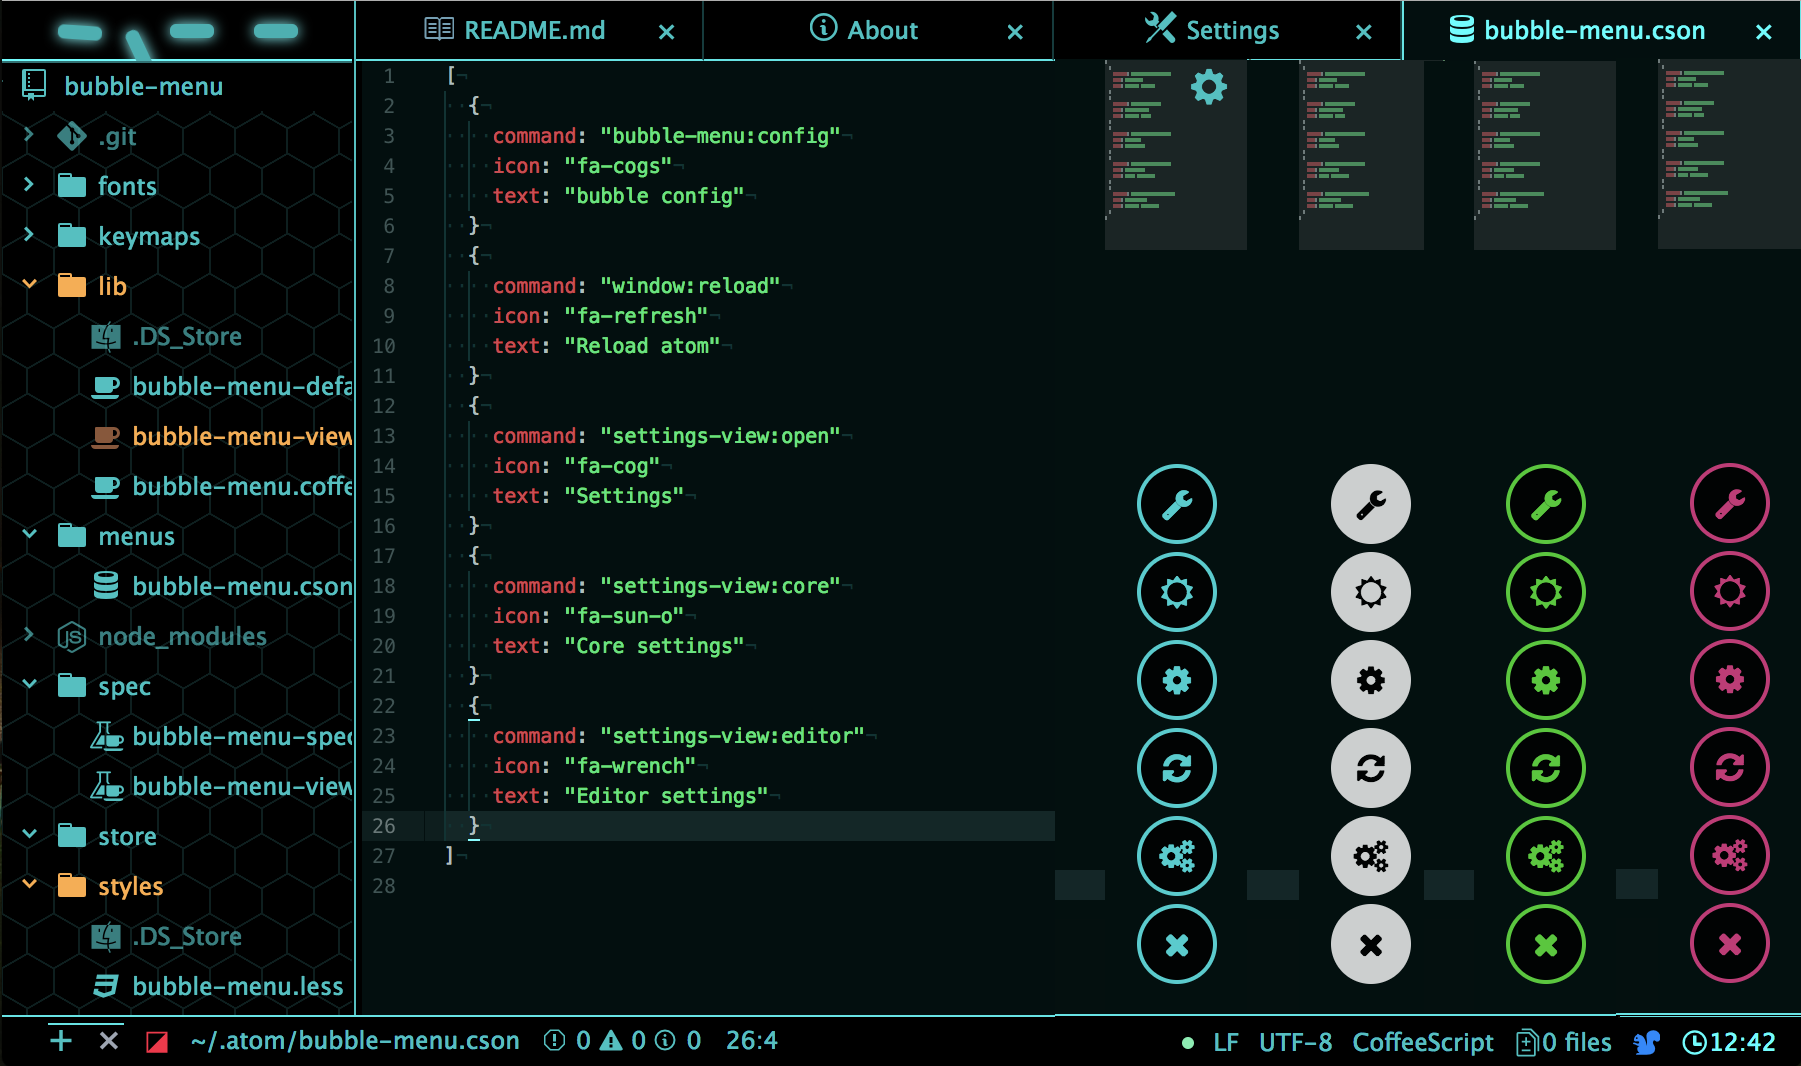 README.md
About
Settings
bubble-menu.cson
bubble-menu
.git
fonts
keymaps
lib
.DS_Store
bubble-menu-defa
bubble-menu-view
bubble-menu.coffe
menus
bubble-menu.cson
node_modules
spec
bubble-menu-spec
bubble-menu-view
store
styles
.DS_Store
bubble-menu.less
1 [
2 {
3 command: "bubble-menu:config"
4 icon: "fa-cogs"
5 text: "bubble config"
6 }
7 {
8 command: "window:reload"
9 icon: "fa-refresh"
10 text: "Reload atom"
11 }
12 {
13 command: "settings-view:open"
14 icon: "fa-cog"
15 text: "Settings"
16 }
17 {
18 command: "settings-view:core"
19 icon: "fa-sun-o"
20 text: "Core settings"
21 }
22 {
23 command: "settings-view:editor"
24 icon: "fa-wrench"
25 text: "Editor settings"
26 }
27 ]
28
~/.atom/bubble-menu.cson 0 0 0 26:4 LF UTF-8 CoffeeScript 0 files 12:42